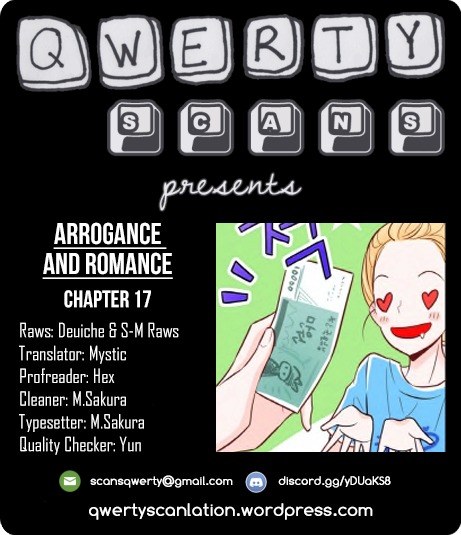 QWERTY
SCANS
presents
ARROGANCE
AND ROMANCE
CHAPTER 17
Raws: Deuiche & S-M Raws
Translator: Mystic
Profreader: Hex
Cleaner: M.Sakura
Typesetter: M.Sakura
Quality Checker: Yun
scansqwerty@gmail.com
discord.gg/yDUaKS8
qwertyscanlation.wordpress.com